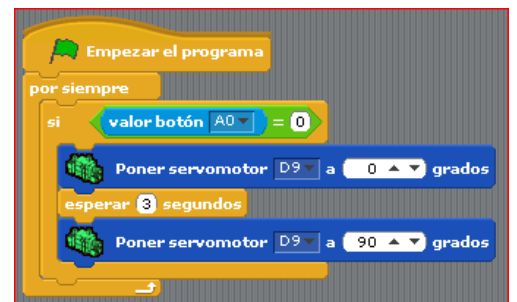 Empezar el programa
por siempre
si valor botón A0 = 0
Poner servomotor D9 a 0 grados
esperar 3 segundos
Poner servomotor D9 a 90 grados